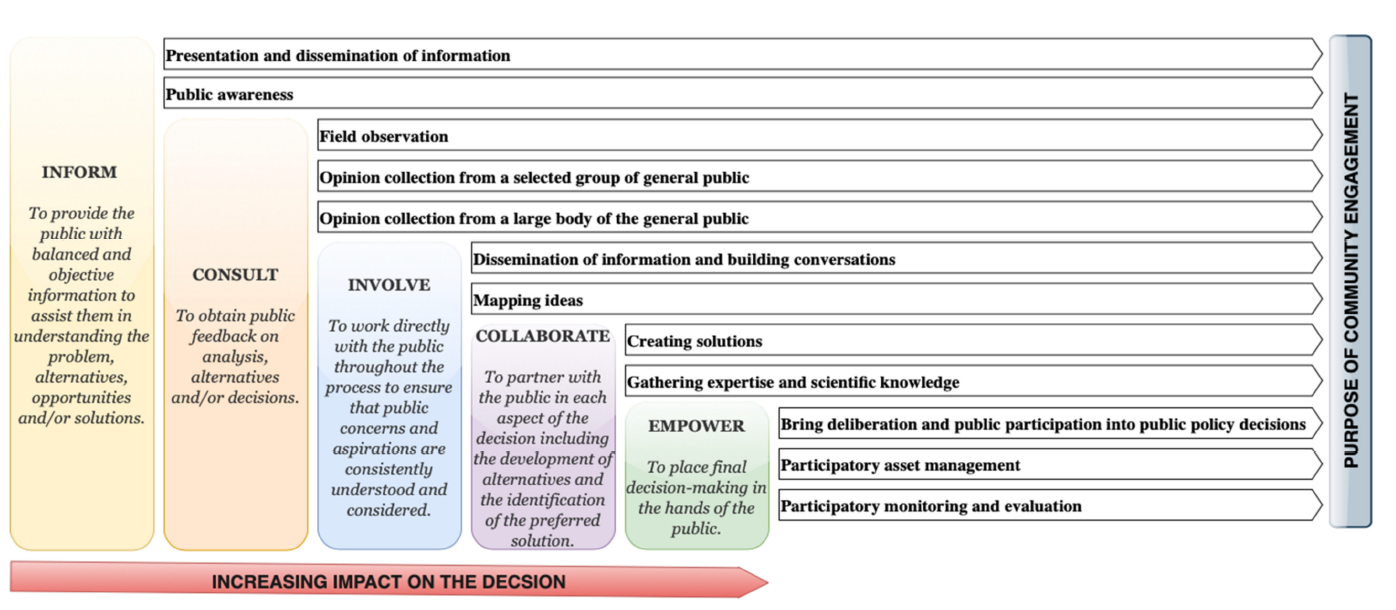 Presentation and dissemination of information
Public awareness
INFORM
To provide the
public with
balanced and
objective
information to
assist them in
understanding the
problem,
alternatives,
opportunities
and/or solutions.
Field observation
Opinion collection from a selected group of general public
Opinion collection from a large body of the general public
CONSULT
To obtain public
feedback on
analysis,
alternatives
and/or decisions.
Dissemination of information and building conversations
Mapping ideas
INVOLVE
To work directly
with the public
throughout the
process to ensure
that public
concerns and
aspirations are
consistently
understood and
considered.
Creating solutions
Gathering expertise and scientific knowledge
COLLABORATE
To partner with
the public in each
aspect of the
decision including
the development of
alternatives and
the identification
of the preferred
solution.
Bring deliberation and public participation into public policy decisions
Participatory asset management
Participatory monitoring and evaluation
EMPOWER
To place final
decision-making in
the hands of the
public.
PURPOSE OF COMMUNITY ENGAGEMENT
INCREASING IMPACT ON THE DECSION